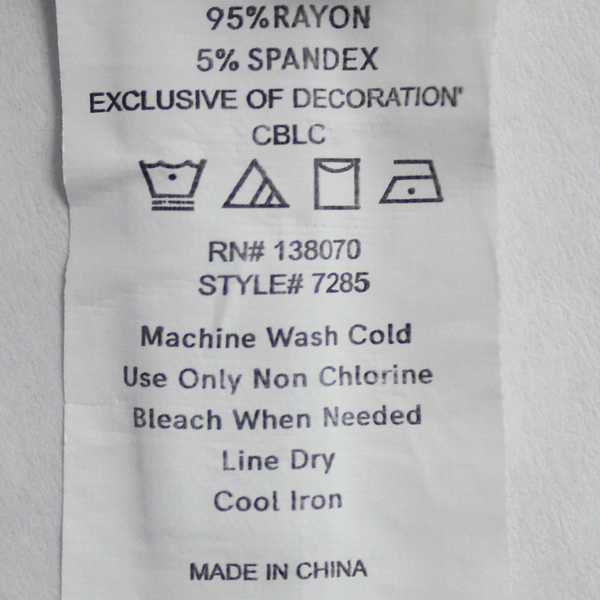 95%RAYON
5% SPANDEX
EXCLUSIVE OF DECORATION'
CBLC
RN# 138070
STYLE# 7285
Machine Wash Cold
Use Only Non Chlorine
Bleach When Needed
Line Dry
Cool Iron
MADE IN CHINA